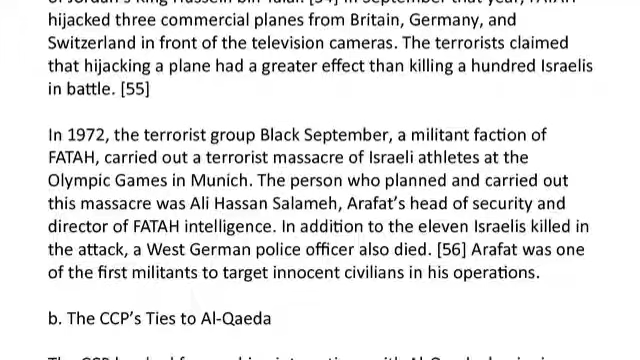 hijacked three commercial planes from Britain, Germany, and
Switzerland in front of the television cameras. The terrorists claimed
that hijacking a plane had a greater effect than killing a hundred Israelis
in battle. [55]
In 1972, the terrorist group Black September, a militant faction of
FATAH, carried out a terrorist massacre of Israeli athletes at the
Olympic Games in Munich. The person who planned and carried out
this massacre was Ali Hassan Salameh, Arafat's head of security and
director of FATAH intelligence. In addition to the eleven Israelis killed in
the attack, a West German police officer also died. [56] Arafat was one
of the first militants to target innocent civilians in his operations.
b. The CCP's Ties to Al-Qaeda